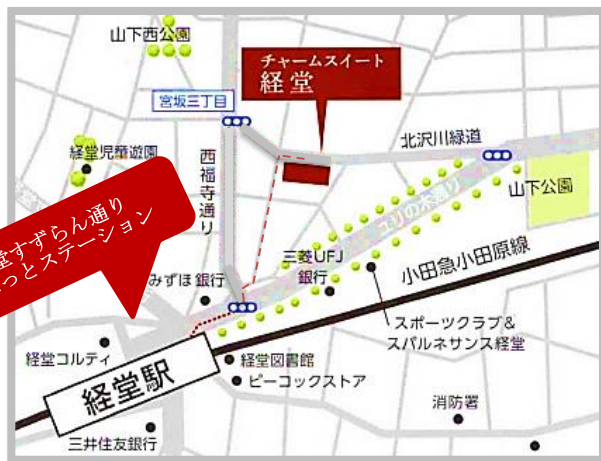 山下西公園
チャームスイート
経堂
宮坂三丁目
北沢川緑道
経堂児童遊園
西福寺通り
ユリの木通り
山下公園
堂すずらん通り
っとステーション
みずほ銀行
三菱UFJ
銀行
小田急小田原線
スポーツクラブ&
スパルネサンス経堂
経堂コルティ
経堂駅
経堂図書館
ピーコックストア
消防署
三井住友銀行